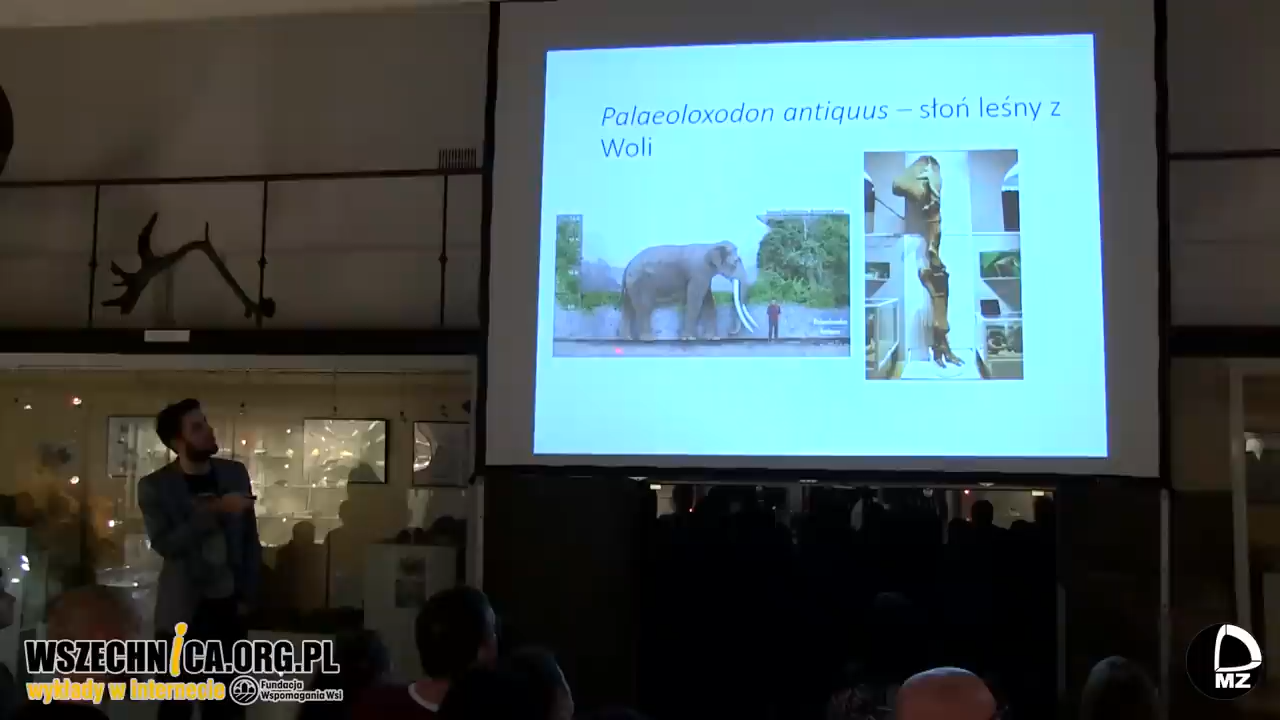 Palaeoloxodon antiquus – słoń leśny z
Woli
WSZECHNICA.ORG.PL
wykłady w internecie
Fundacja
Wspomagania Wsi
MZ